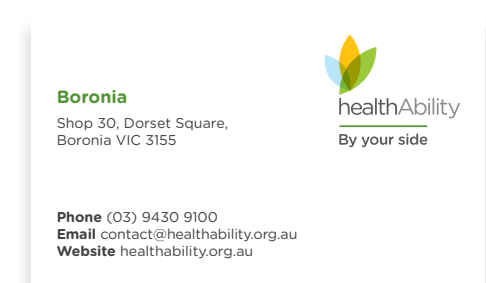 healthAbility
By your side
Boronia
Shop 30, Dorset Square,
Boronia VIC 3155
Phone (03) 9430 9100
Email contact@healthability.org.au
Website healthability.org.au